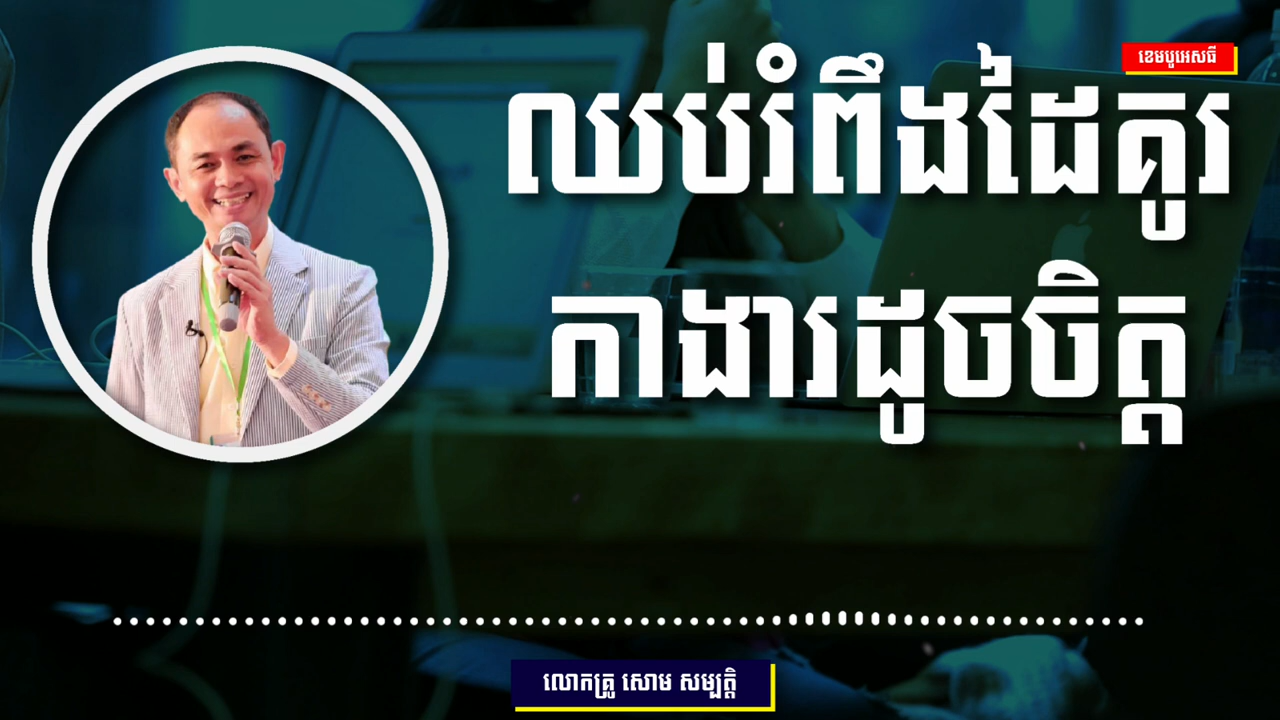 ខេមបូអេសធី
ឈប់រំពឹងដៃគូរ
កាងារដូចចិត្ត
លោកគ្រូ សោម សម្បត្តិ